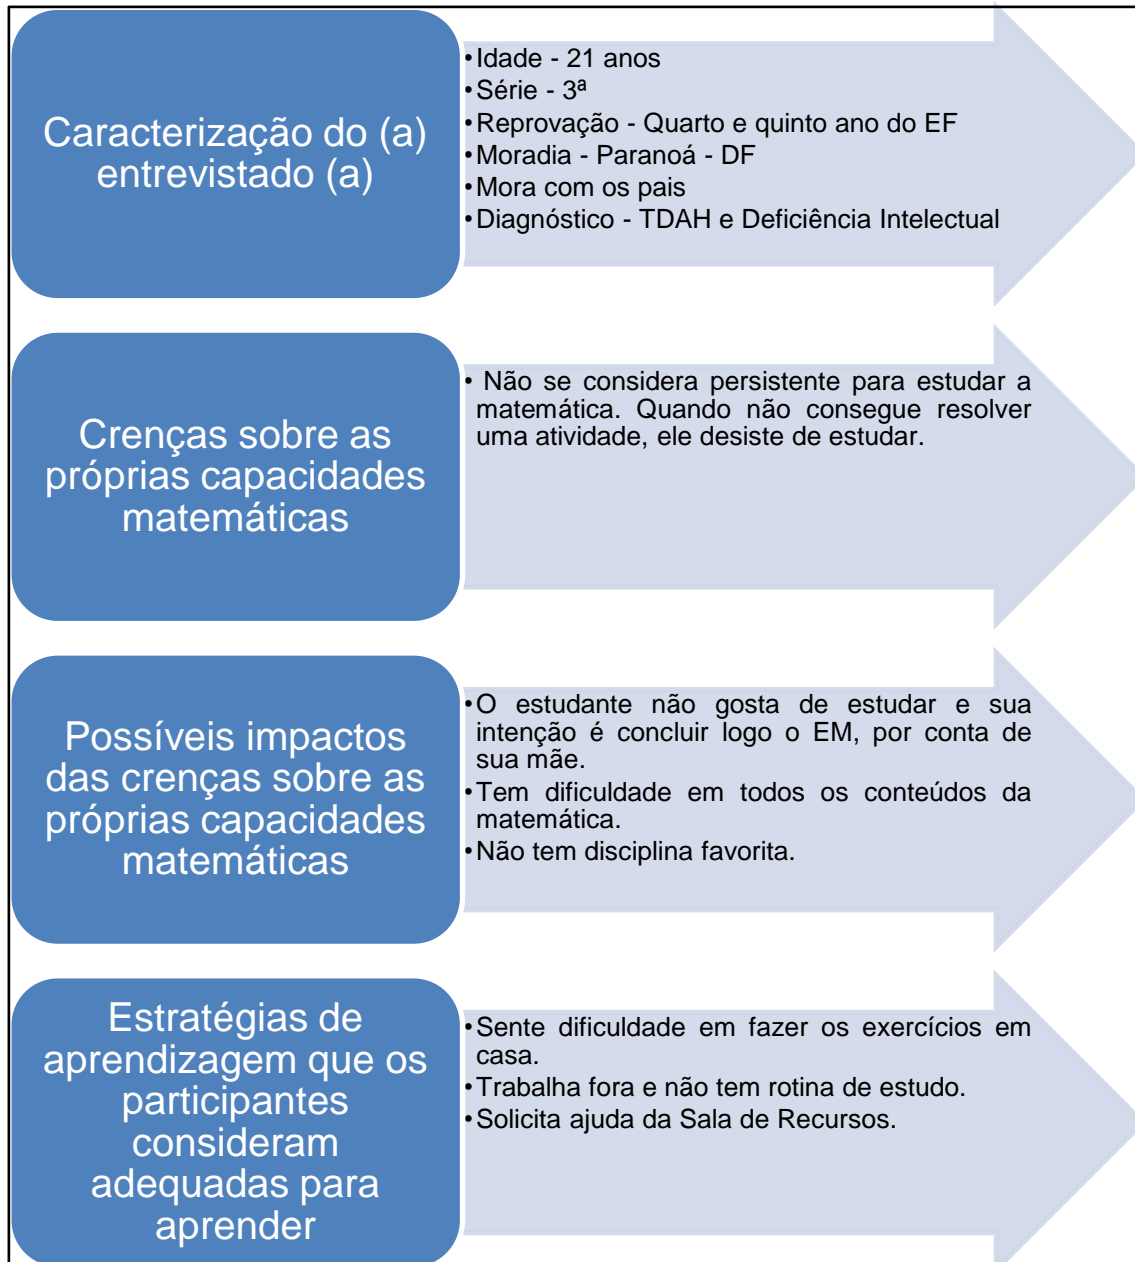 Caracterização do (a)
entrevistado (a)
•Idade - 21 anos
•Série - 3ª
•Reprovação - Quarto e quinto ano do EF
•Moradia - Paranoá - DF
•Mora com os pais
•Diagnóstico - TDAH e Deficiência Intelectual
Crenças sobre as
próprias capacidades
matemáticas
• Não se considera persistente para estudar a
matemática. Quando não consegue resolver
uma atividade, ele desiste de estudar.
Possíveis impactos
das crenças sobre as
próprias capacidades
matemáticas
•O estudante não gosta de estudar e sua
intenção é concluir logo o EM, por conta de
sua mãe.
•Tem dificuldade em todos os conteúdos da
matemática.
•Não tem disciplina favorita.
Estratégias de
aprendizagem que os
participantes
consideram
adequadas para
aprender
•Sente dificuldade em fazer os exercícios em
casa.
•Trabalha fora e não tem rotina de estudo.
•Solicita ajuda da Sala de Recursos.